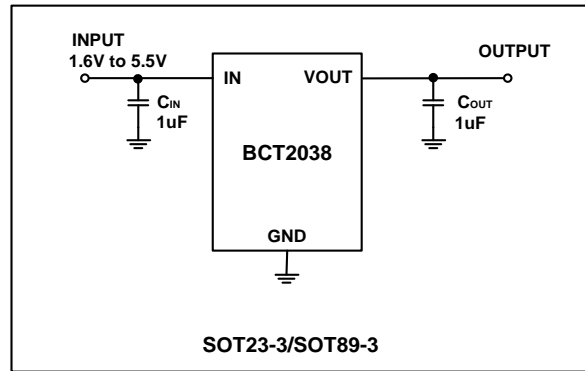 INPUT
1.6V to 5.5V
OUTPUT
IN
VOUT
CIN
1uF
COUT
1uF
BCT2038
GND
SOT23-3/SOT89-3